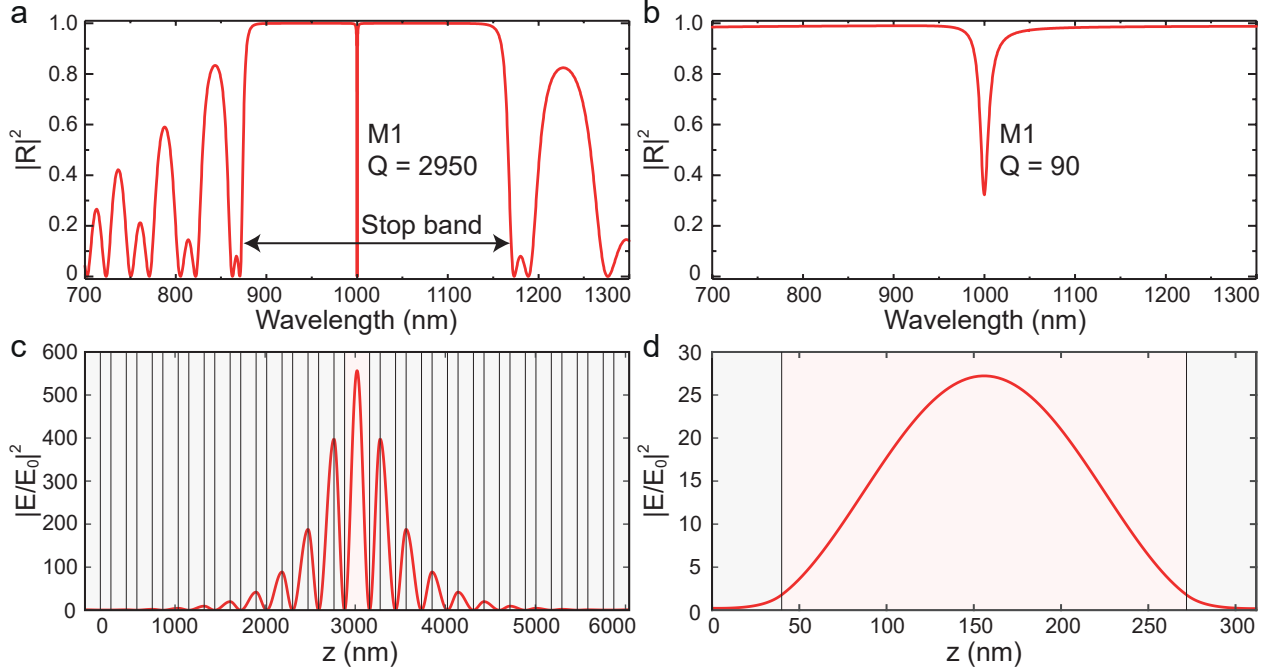 a
|R|²
1.0
0.8
0.6
0.4
0.2
0
M1
Q = 2950
Stop band
700 800 900 1000 1100 1200 1300
Wavelength (nm)
b
|R|²
1.0
0.8
0.6
0.4
0.2
0
M1
Q = 90
700 800 900 1000 1100 1200 1300
Wavelength (nm)
c
|E/E₀|²
600
500
400
300
200
100
0
0 1000 2000 3000 4000 5000 6000
z (nm)
d
|E/E₀|²
30
25
20
15
10
5
0
0 50 100 150 200 250 300
z (nm)